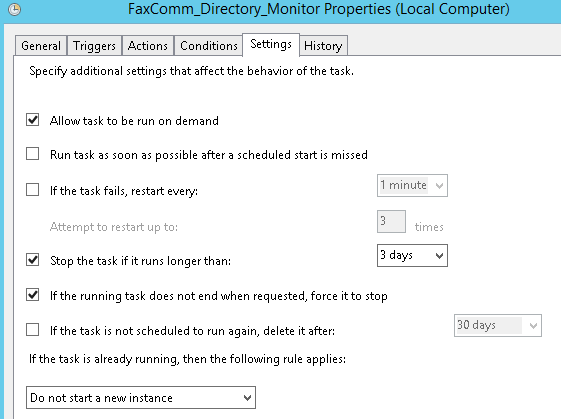 FaxComm_Directory_Monitor Properties (Local Computer)
General Triggers Actions Conditions Settings History
Specify additional settings that affect the behavior of the task.
Allow task to be run on demand
Run task as soon as possible after a scheduled start is missed
If the task fails, restart every: 1 minute
Attempt to restart up to: 3 times
Stop the task if it runs longer than: 3 days
If the running task does not end when requested, force it to stop
If the task is not scheduled to run again, delete it after: 30 days
If the task is already running, then the following rule applies:
Do not start a new instance